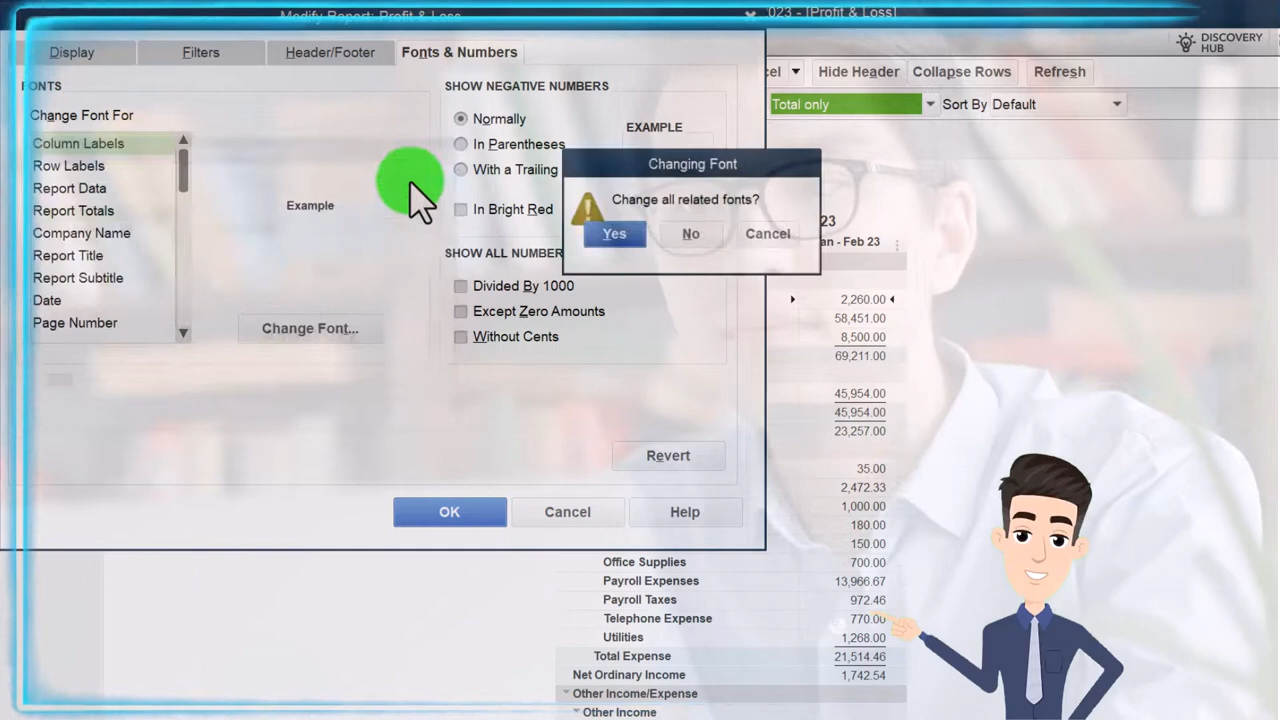 Modify Report: Profit & Loss
023 - [Profit & Loss]
DISCOVERY
HUB
Display
Filters
Header/Footer
Fonts & Numbers
cel
Hide Header
Collapse Rows
Refresh
Total only
Sort By Default
FONTS
Change Font For
Column Labels
Row Labels
Report Data
Report Totals
Company Name
Report Title
Report Subtitle
Date
Page Number
Example
Change Font...
SHOW NEGATIVE NUMBERS
Normally
In Parentheses
With a Trailing
In Bright Red
EXAMPLE
SHOW ALL NUMBER
Divided By 1000
Except Zero Amounts
Without Cents
Changing Font
Change all related fonts?
Yes
No
Cancel
Revert
OK
Cancel
Help
23
an - Feb 23
2,260.00
58,451.00
8,500.00
69,211.00
45,954.00
45,954.00
23,257.00
35.00
2,472.33
1,000.00
180.00
150.00
Office Supplies 700.00
Payroll Expenses 13,966.67
Payroll Taxes 972.46
Telephone Expense 770.00
Utilities 1,268.00
Total Expense 21,514.46
Net Ordinary Income 1,742.54
Other Income/Expense
Other Income